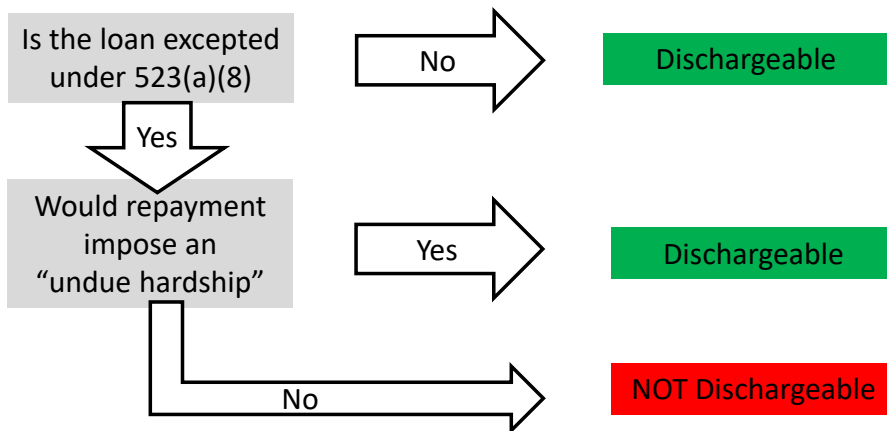 Is the loan excepted
under 523(a)(8)
No
Dischargeable
Yes
Would repayment
impose an
“undue hardship”
Yes
Dischargeable
No
NOT Dischargeable